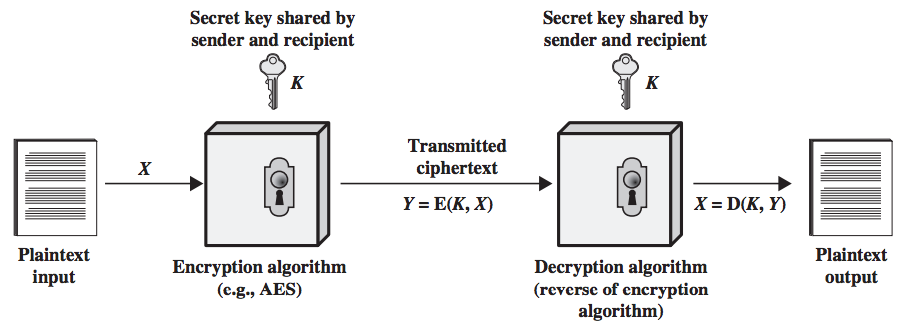 Secret key shared by
sender and recipient
K
Secret key shared by
sender and recipient
K
X
Transmitted
ciphertext
Y = E(K, X)
X = D(K, Y)
Plaintext
input
Encryption algorithm
(e.g., AES)
Decryption algorithm
(reverse of encryption
algorithm)
Plaintext
output